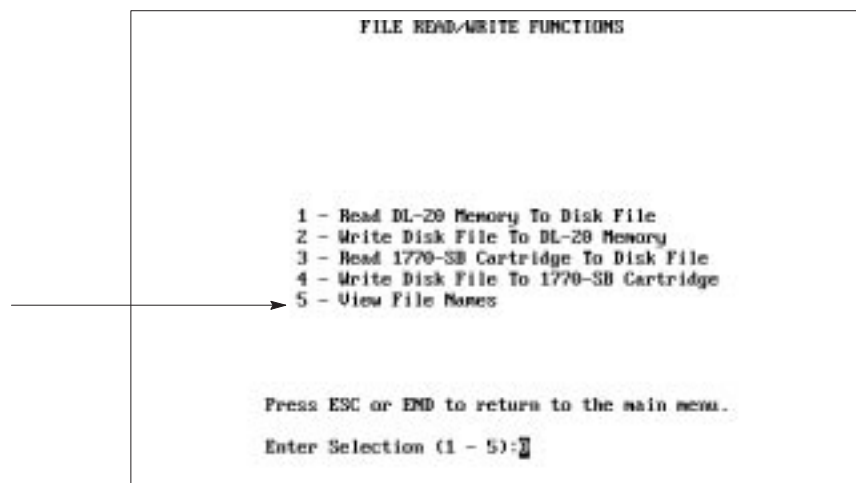 FILE READ/WRITE FUNCTIONS
1 - Read DL-20 Memory To Disk File
2 - Write Disk File To DL-20 Memory
3 - Read 1770-SB Cartridge To Disk File
4 - Write Disk File To 1770-SB Cartridge
5 - View File Names
Press ESC or END to return to the main menu.
Enter Selection (1 - 5):